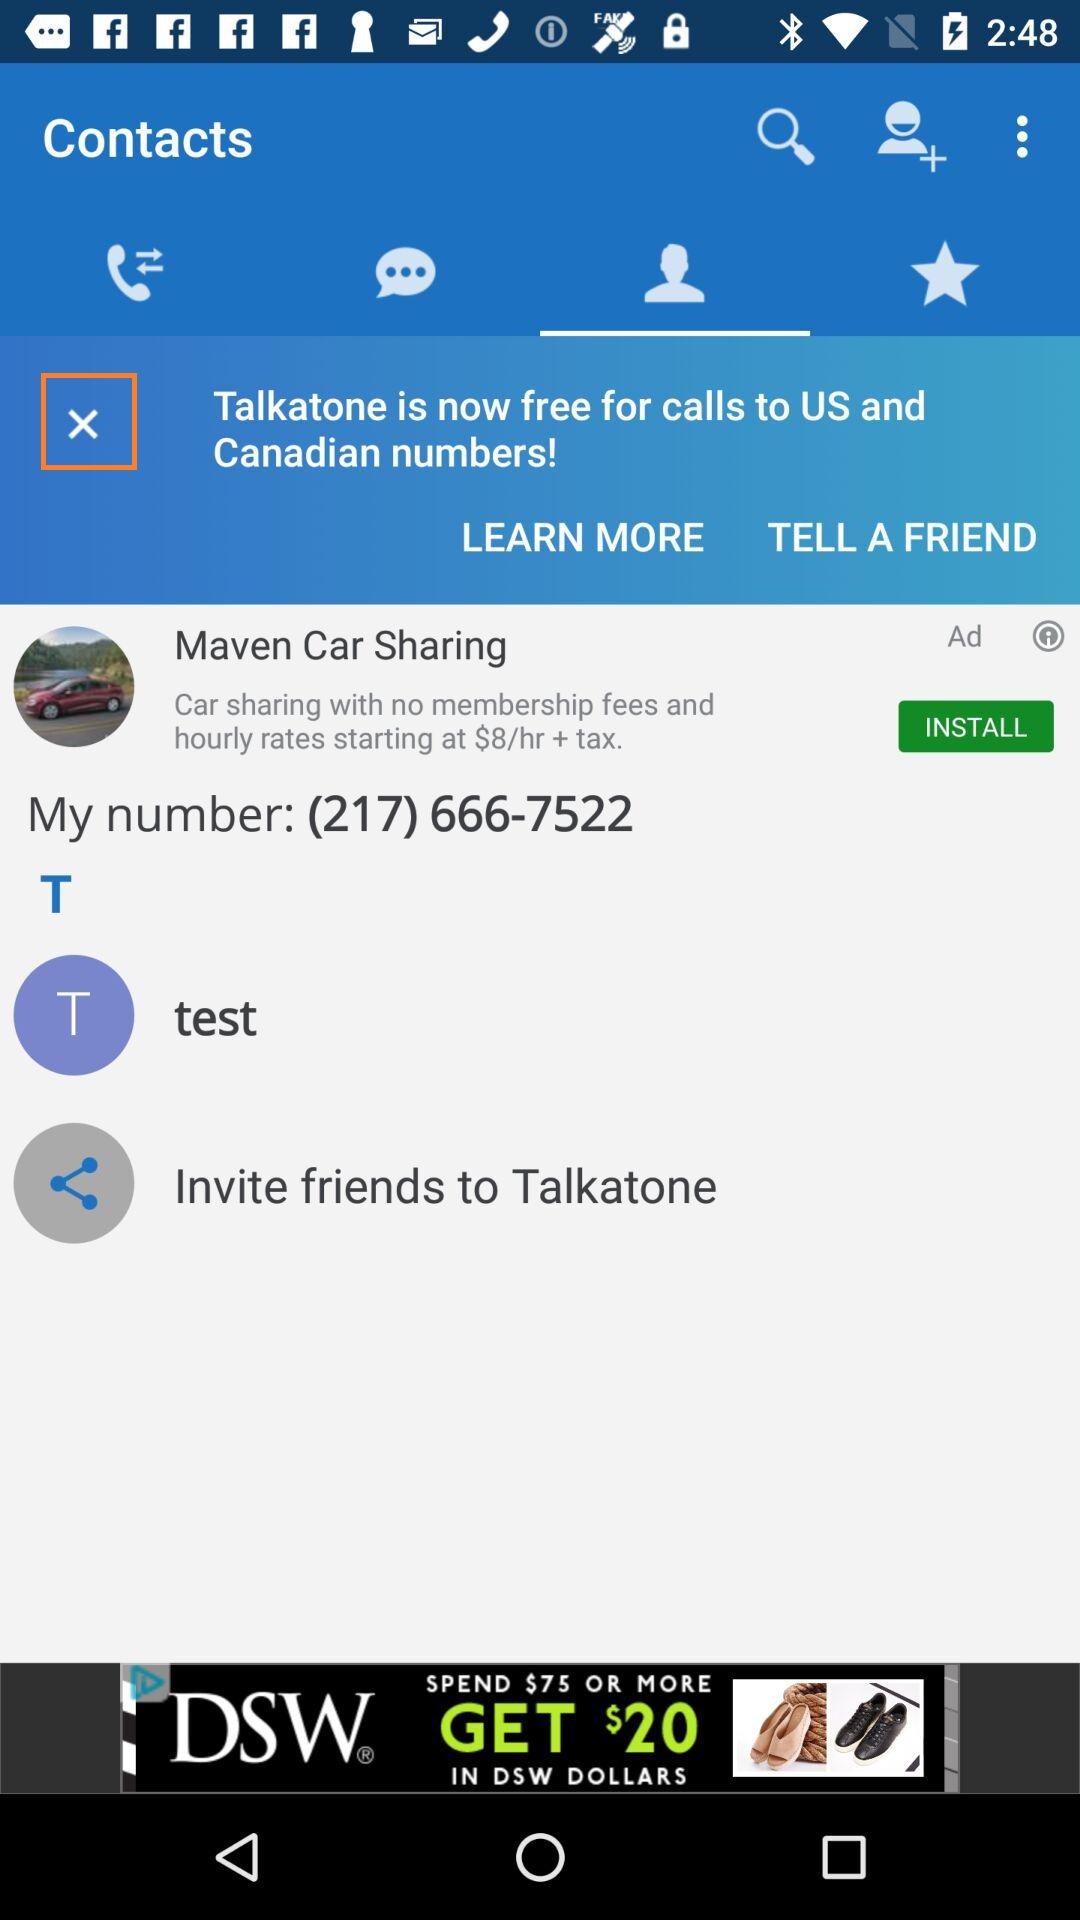 FAK
2:48
Contacts
Talkatone is now free for calls to US and
Canadian numbers!
LEARN MORE
TELL A FRIEND
Maven Car Sharing
Ad
Car sharing with no membership fees and
hourly rates starting at $8/hr + tax.
INSTALL
My number: (217) 666-7522
T
T
test
Invite friends to Talkatone
DSW®
SPEND $75 OR MORE
GET $20
IN DSW DOLLARS